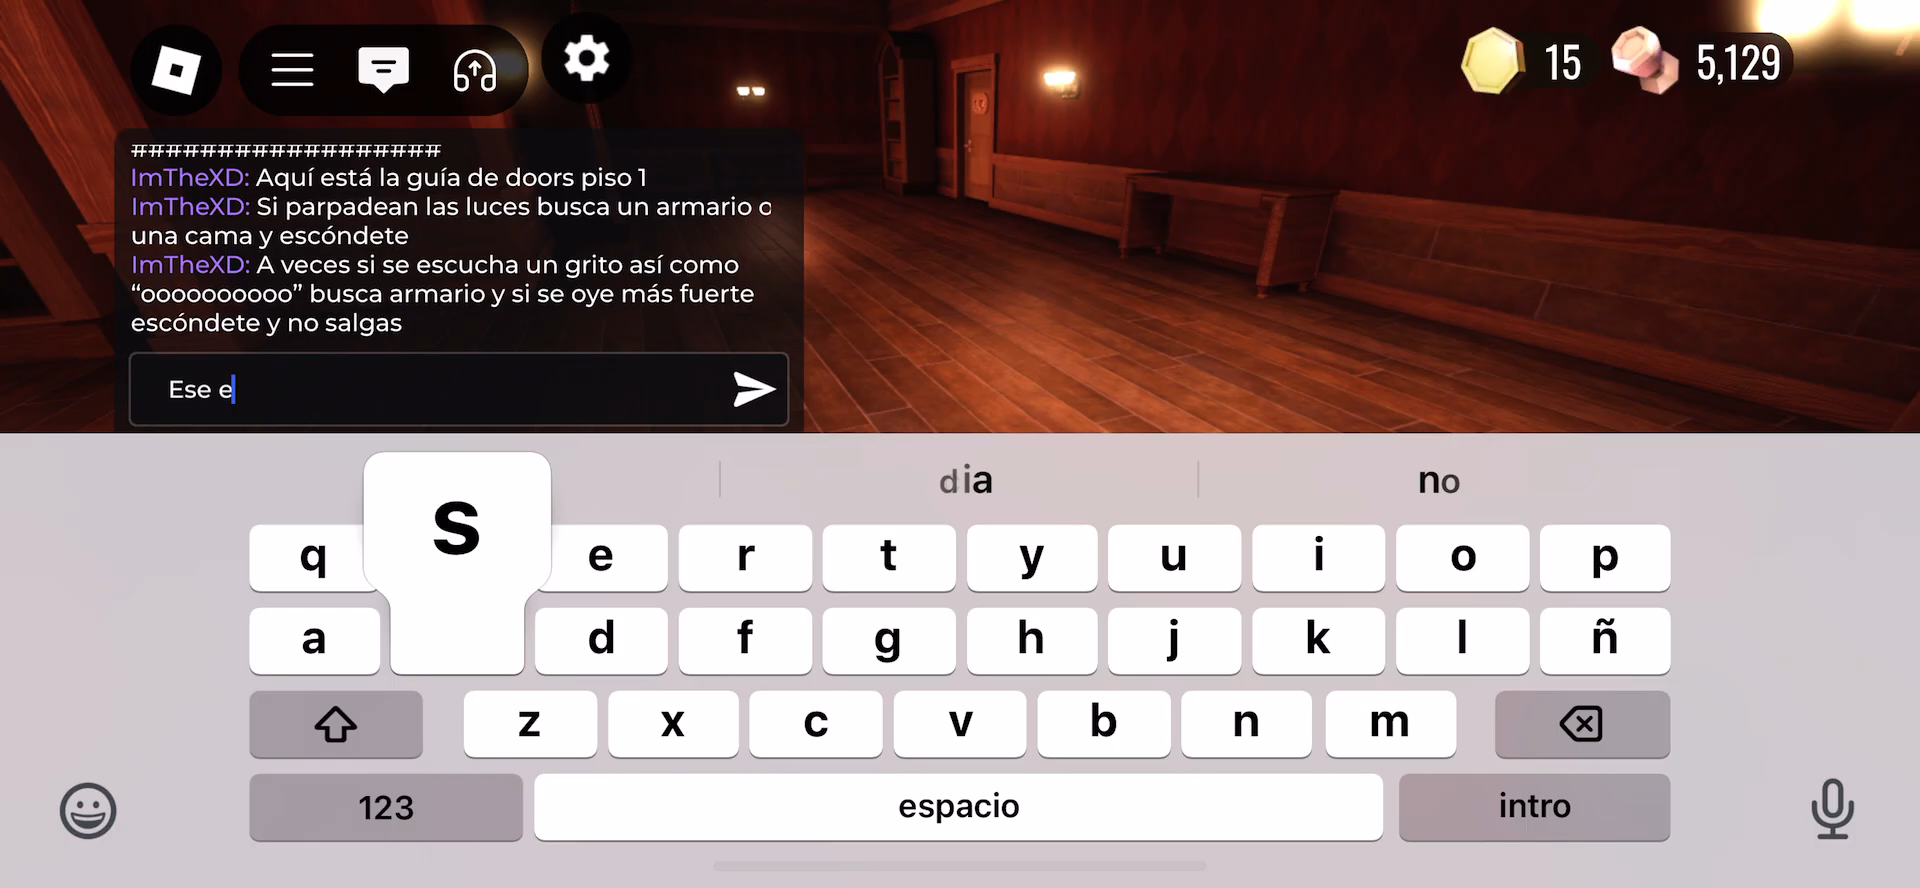 15
5,129
##################
ImTheXD: Aquí está la guía de doors piso 1
ImTheXD: Si parpadean las luces busca un armario o
una cama y escóndete
ImTheXD: A veces si se escucha un grito así como
“oooooooooo” busca armario y si se oye más fuerte
escóndete y no salgas
Ese e
dia
no
s
q e r t y u i o p
a d f g h j k l ñ
z x c v b n m
123 espacio intro